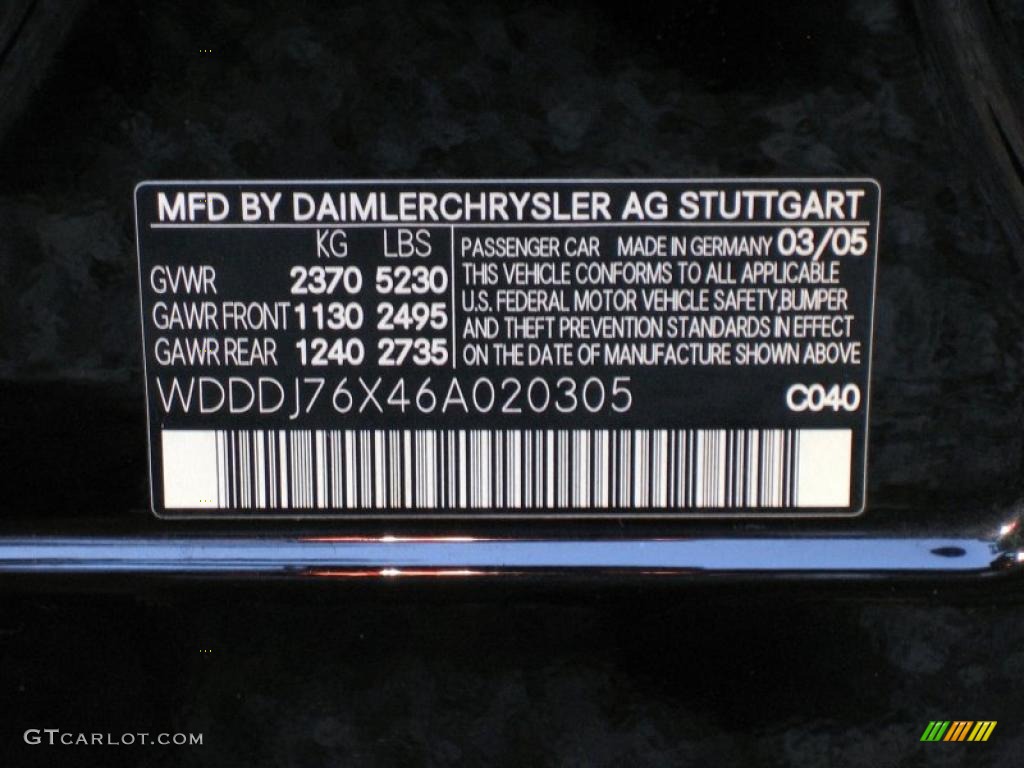 MFD BY DAIMLERCHRYSLER AG STUTTGART
KG LBS
GVWR 2370 5230
GAWR FRONT 1130 2495
GAWR REAR 1240 2735
PASSENGER CAR MADE IN GERMANY 03/05
THIS VEHICLE CONFORMS TO ALL APPLICABLE
U.S. FEDERAL MOTOR VEHICLE SAFETY,BUMPER
AND THEFT PREVENTION STANDARDS IN EFFECT
ON THE DATE OF MANUFACTURE SHOWN ABOVE
WDDDJ76X46A020305 C040
GTCARLOT.COM